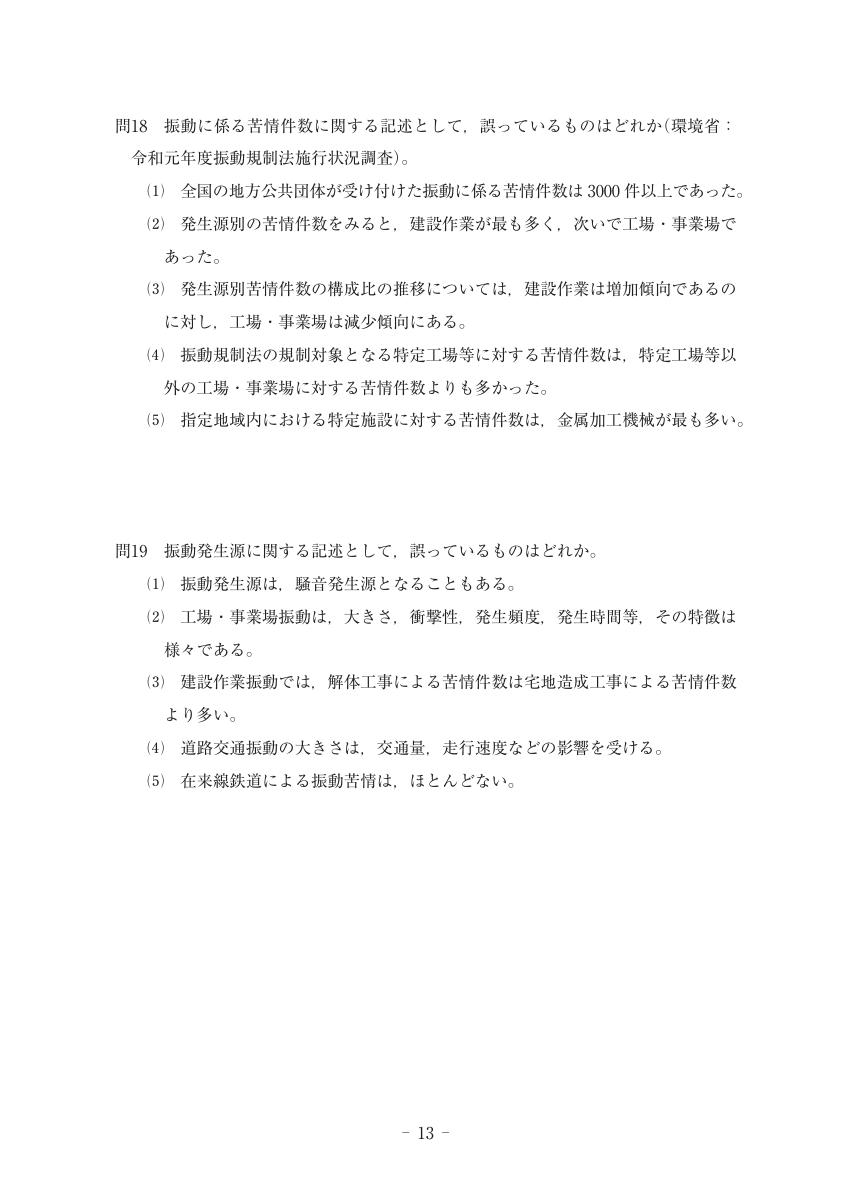 問18　振動に係る苦情件数に関する記述として，誤っているものはどれか(環境省：
令和元年度振動規制法施行状況調査)。
⑴　全国の地方公共団体が受け付けた振動に係る苦情件数は 3000 件以上であった。
⑵　発生源別の苦情件数をみると，建設作業が最も多く，次いで工場・事業場で
あった。
⑶　発生源別苦情件数の構成比の推移については，建設作業は増加傾向であるの
に対し，工場・事業場は減少傾向にある。
⑷　振動規制法の規制対象となる特定工場等に対する苦情件数は，特定工場等以
外の工場・事業場に対する苦情件数よりも多かった。
⑸　指定地域内における特定施設に対する苦情件数は，金属加工機械が最も多い。
問19　振動発生源に関する記述として，誤っているものはどれか。
⑴　振動発生源は，騒音発生源となることもある。
⑵　工場・事業場振動は，大きさ，衝撃性，発生頻度，発生時間等，その特徴は
様々である。
⑶　建設作業振動では，解体工事による苦情件数は宅地造成工事による苦情件数
より多い。
⑷　道路交通振動の大きさは，交通量，走行速度などの影響を受ける。
⑸　在来線鉄道による振動苦情は，ほとんどない。
－ 13 －